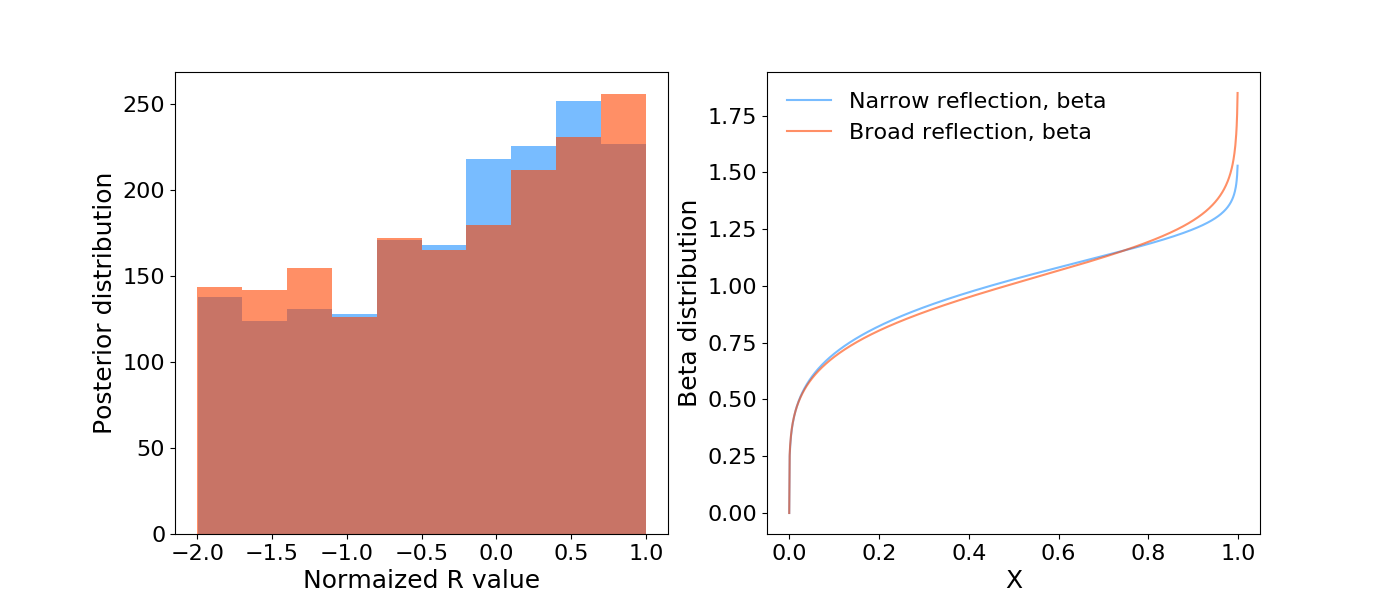 250
200
150
100
50
0
−2.0 −1.5 −1.0 −0.5 0.0 0.5 1.0
Normaized R value
Posterior distribution
Narrow reflection, beta
Broad reflection, beta
1.75
1.50
1.25
1.00
0.75
0.50
0.25
0.00
0.0 0.2 0.4 0.6 0.8 1.0
X
Beta distribution